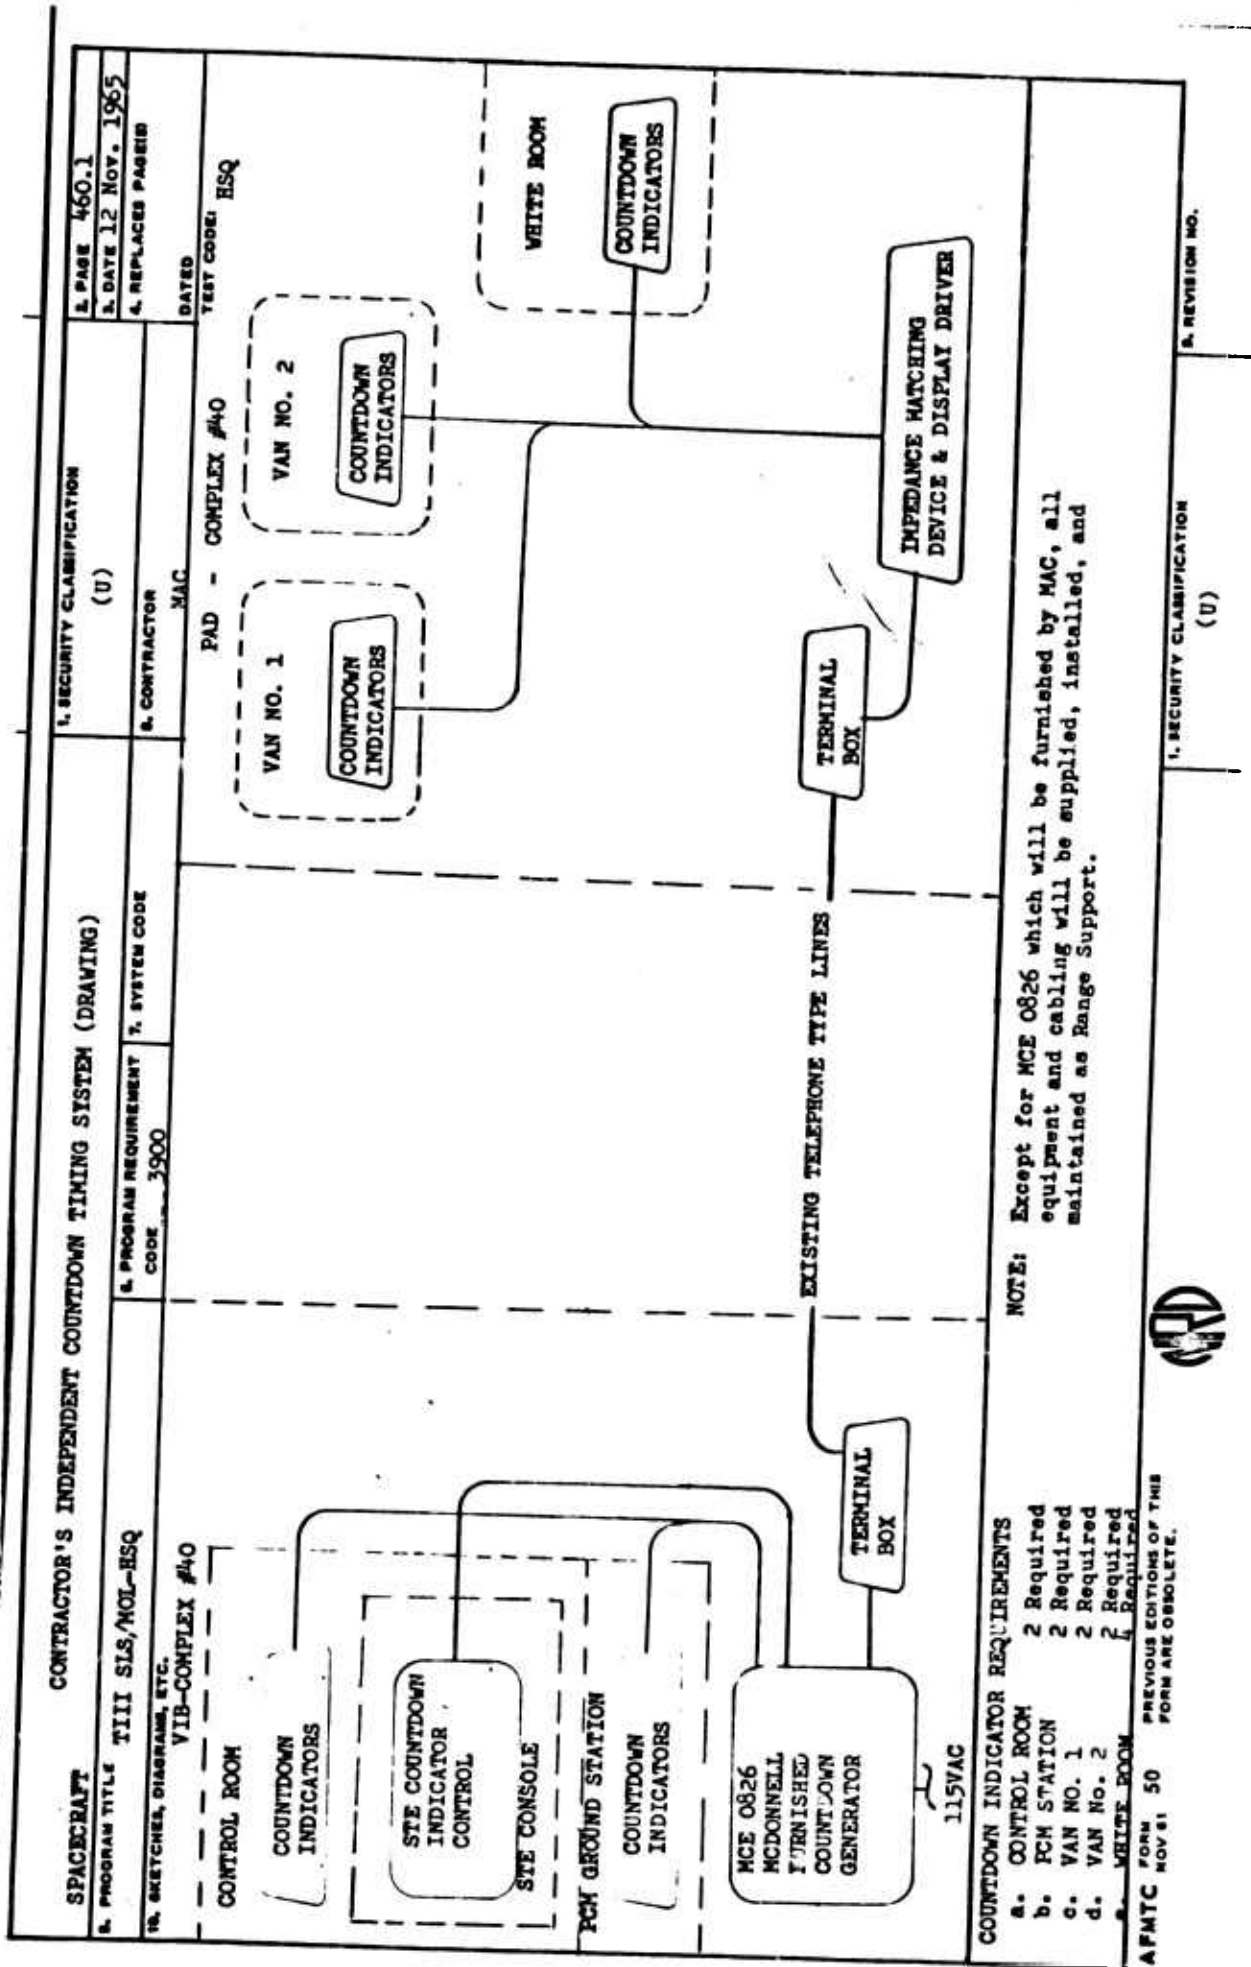 SPACECRAFT
CONTRACTOR'S INDEPENDENT COUNTDOWN TIMING SYSTEM (DRAWING)
1. SECURITY CLASSIFICATION
(U)
2. PAGE 460.1
3. DATE 12 Nov. 1965
4. REPLACES PAGE(S)
DATED
5. PROGRAM TITLE
TIII SLS/MOL-HSQ
6. PROGRAM REQUIREMENT
CODE 3900
7. SYSTEM CODE
8. CONTRACTOR
MAC
TEST CODE: HSQ
10. SKETCHES, DIAGRAMS, ETC.
VIB-COMPLEX #40
PAD - COMPLEX #40
CONTROL ROOM
COUNTDOWN
INDICATORS
STE COUNTDOWN
INDICATOR
CONTROL
STE CONSOLE
PCM GROUND STATION
COUNTDOWN
INDICATORS
MCE 0826
MCDONNELL
FURNISHED
COUNTDOWN
GENERATOR
115VAC
TERMINAL
BOX
EXISTING TELEPHONE TYPE LINES
TERMINAL
BOX
VAN NO. 1
COUNTDOWN
INDICATORS
VAN NO. 2
COUNTDOWN
INDICATORS
WHITE ROOM
COUNTDOWN
INDICATORS
IMPEDANCE MATCHING
DEVICE & DISPLAY DRIVER
COUNTDOWN INDICATOR REQUIREMENTS
a. CONTROL ROOM 2 Required
b. PCM STATION 2 Required
c. VAN NO. 1 2 Required
d. VAN No. 2 2 Required
e. WHITE ROOM 4 Required
NOTE: Except for MCE 0826 which will be furnished by MAC, all
equipment and cabling will be supplied, installed, and
maintained as Range Support.
AFMTC FORM NOV 61 50
PREVIOUS EDITIONS OF THIS
FORM ARE OBSOLETE.
1. SECURITY CLASSIFICATION
(U)
9. REVISION NO.